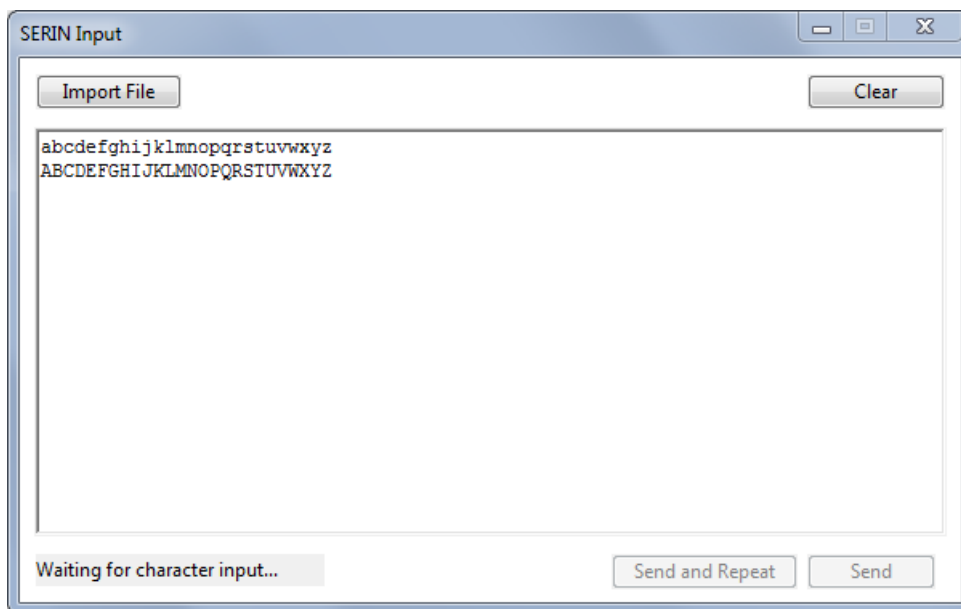 SERIN Input
Import File
Clear
abcdefghijklmnopqrstuvwxyz
ABCDEFGHIJKLMNOPQRSTUVWXYZ
Waiting for character input...
Send and Repeat
Send